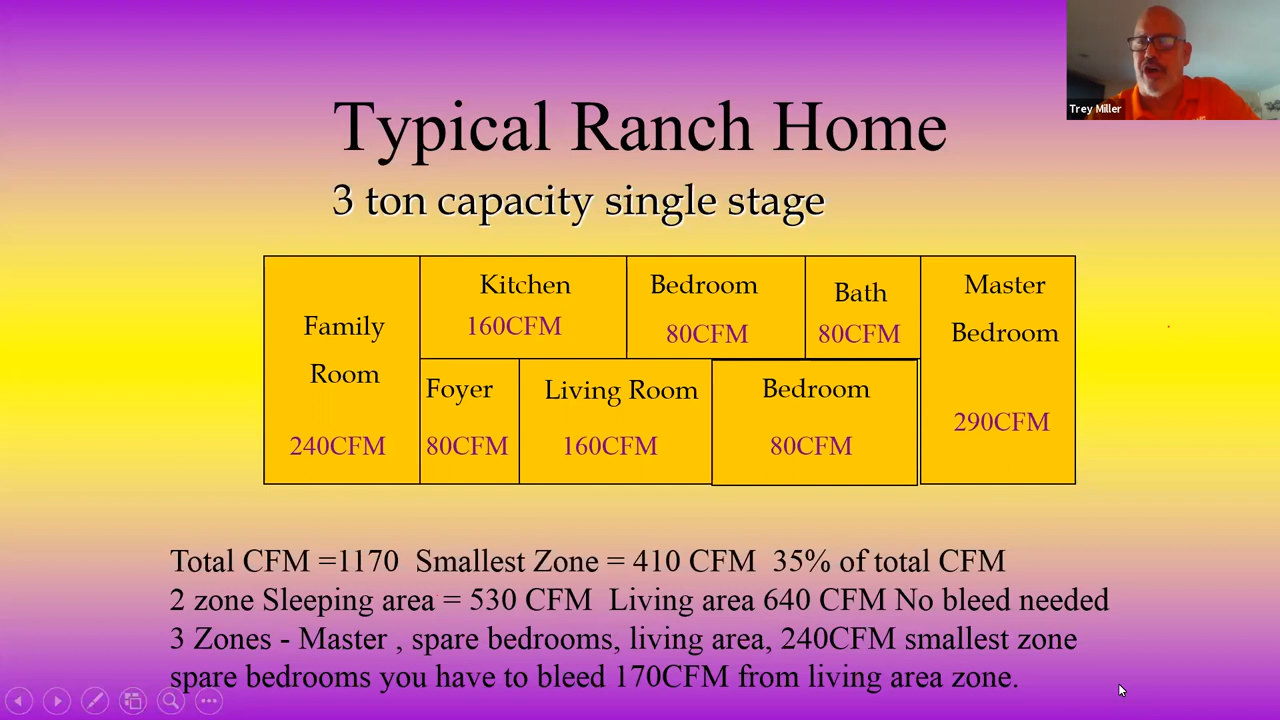 Trey Miller
Typical Ranch Home
3 ton capacity single stage
Family
Room
240CFM
Kitchen
160CFM
Bedroom
80CFM
Bath
80CFM
Master
Bedroom
290CFM
Foyer
80CFM
Living Room
160CFM
Bedroom
80CFM
Total CFM =1170 Smallest Zone = 410 CFM 35% of total CFM
2 zone Sleeping area = 530 CFM Living area 640 CFM No bleed needed
3 Zones - Master , spare bedrooms, living area, 240CFM smallest zone
spare bedrooms you have to bleed 170CFM from living area zone.